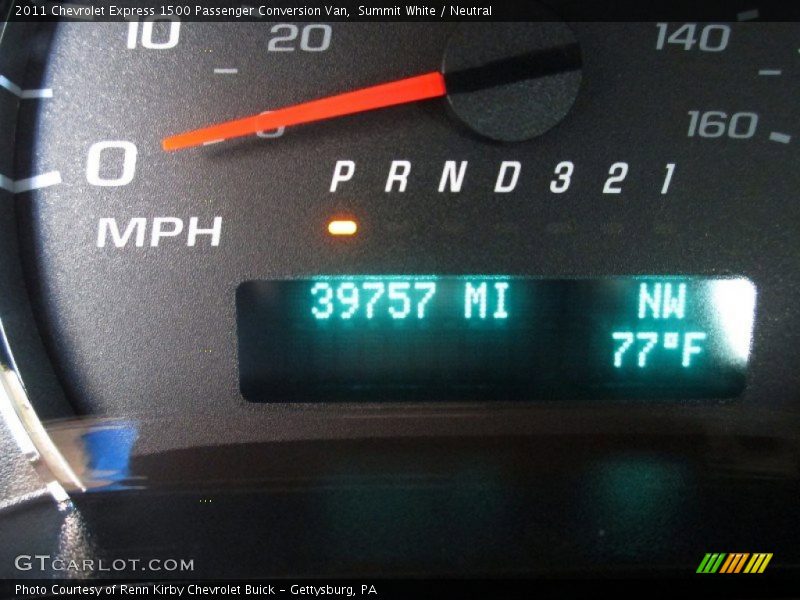 2011 Chevrolet Express 1500 Passenger Conversion Van, Summit White / Neutral
10 20 140
0 0 160
P R N D 3 2 1
MPH
39757 MI NW
77°F
GTCARLOT.COM
Photo Courtesy of Renn Kirby Chevrolet Buick - Gettysburg, PA